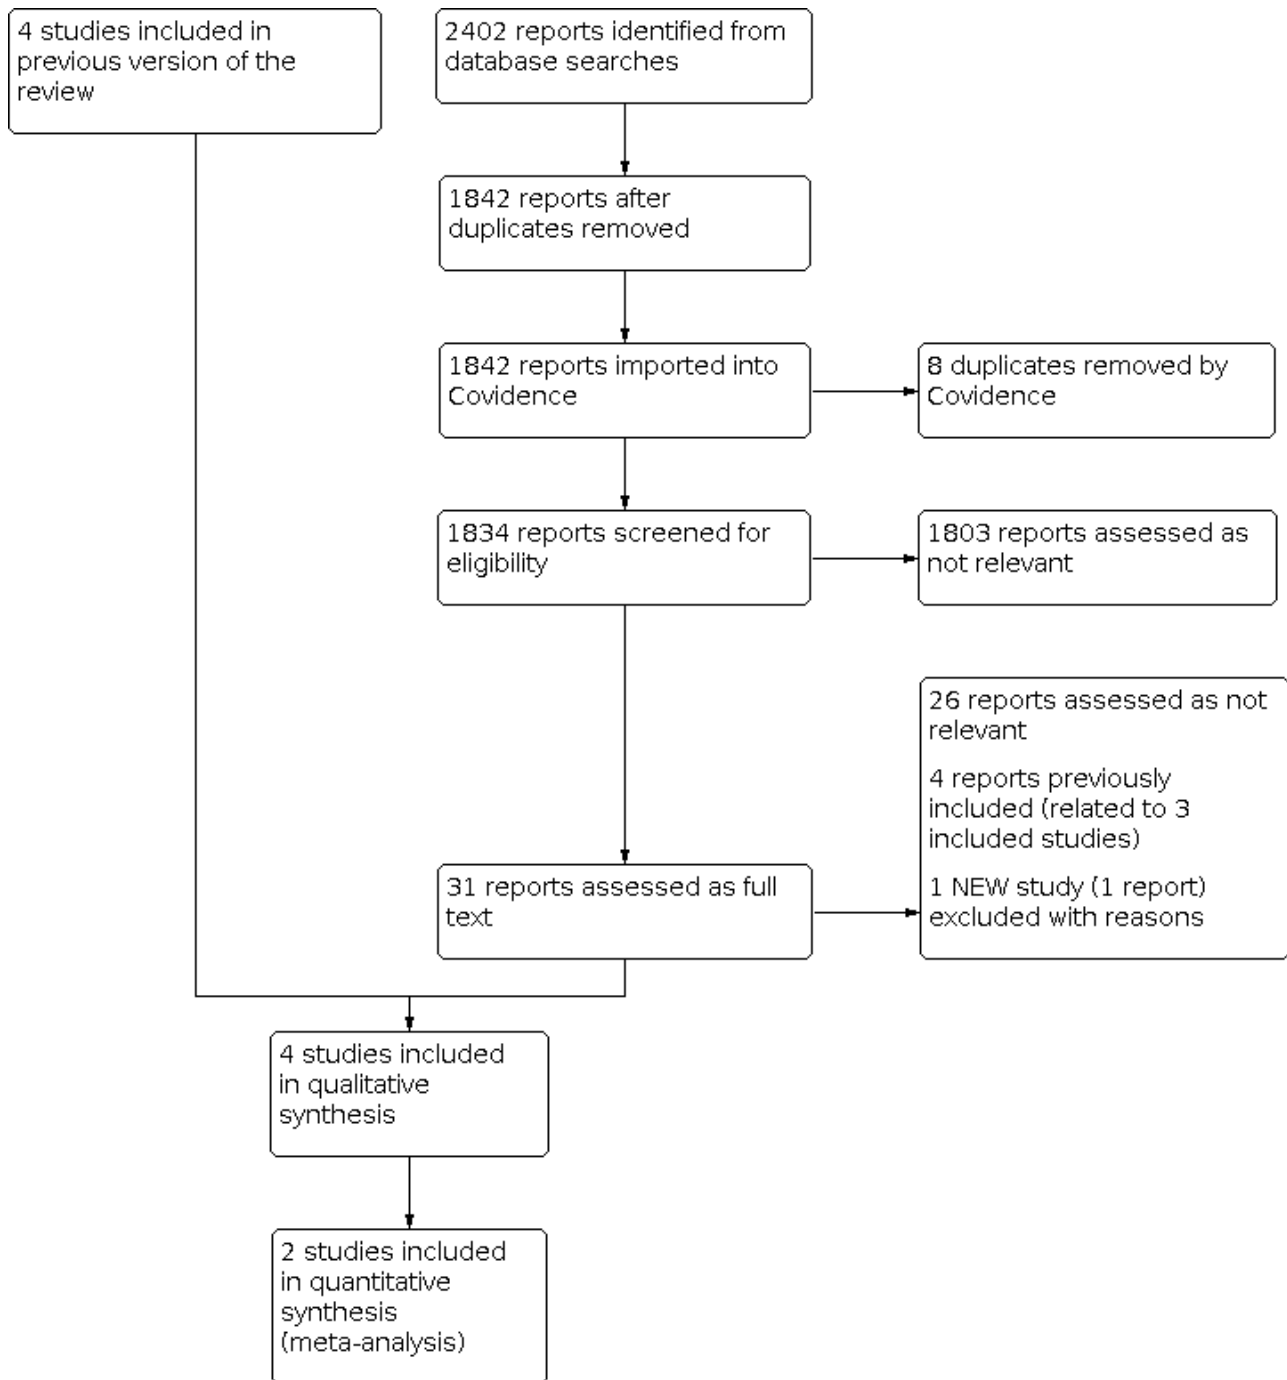 4 studies included in
previous version of the
review
2402 reports identified from
database searches
1842 reports after
duplicates removed
1842 reports imported into
Covidence
8 duplicates removed by
Covidence
1834 reports screened for
eligibility
1803 reports assessed as
not relevant
26 reports assessed as not
relevant
4 reports previously
included (related to 3
included studies)
1 NEW study (1 report)
excluded with reasons
31 reports assessed as full
text
4 studies included
in qualitative
synthesis
2 studies included
in quantitative
synthesis
(meta-analysis)